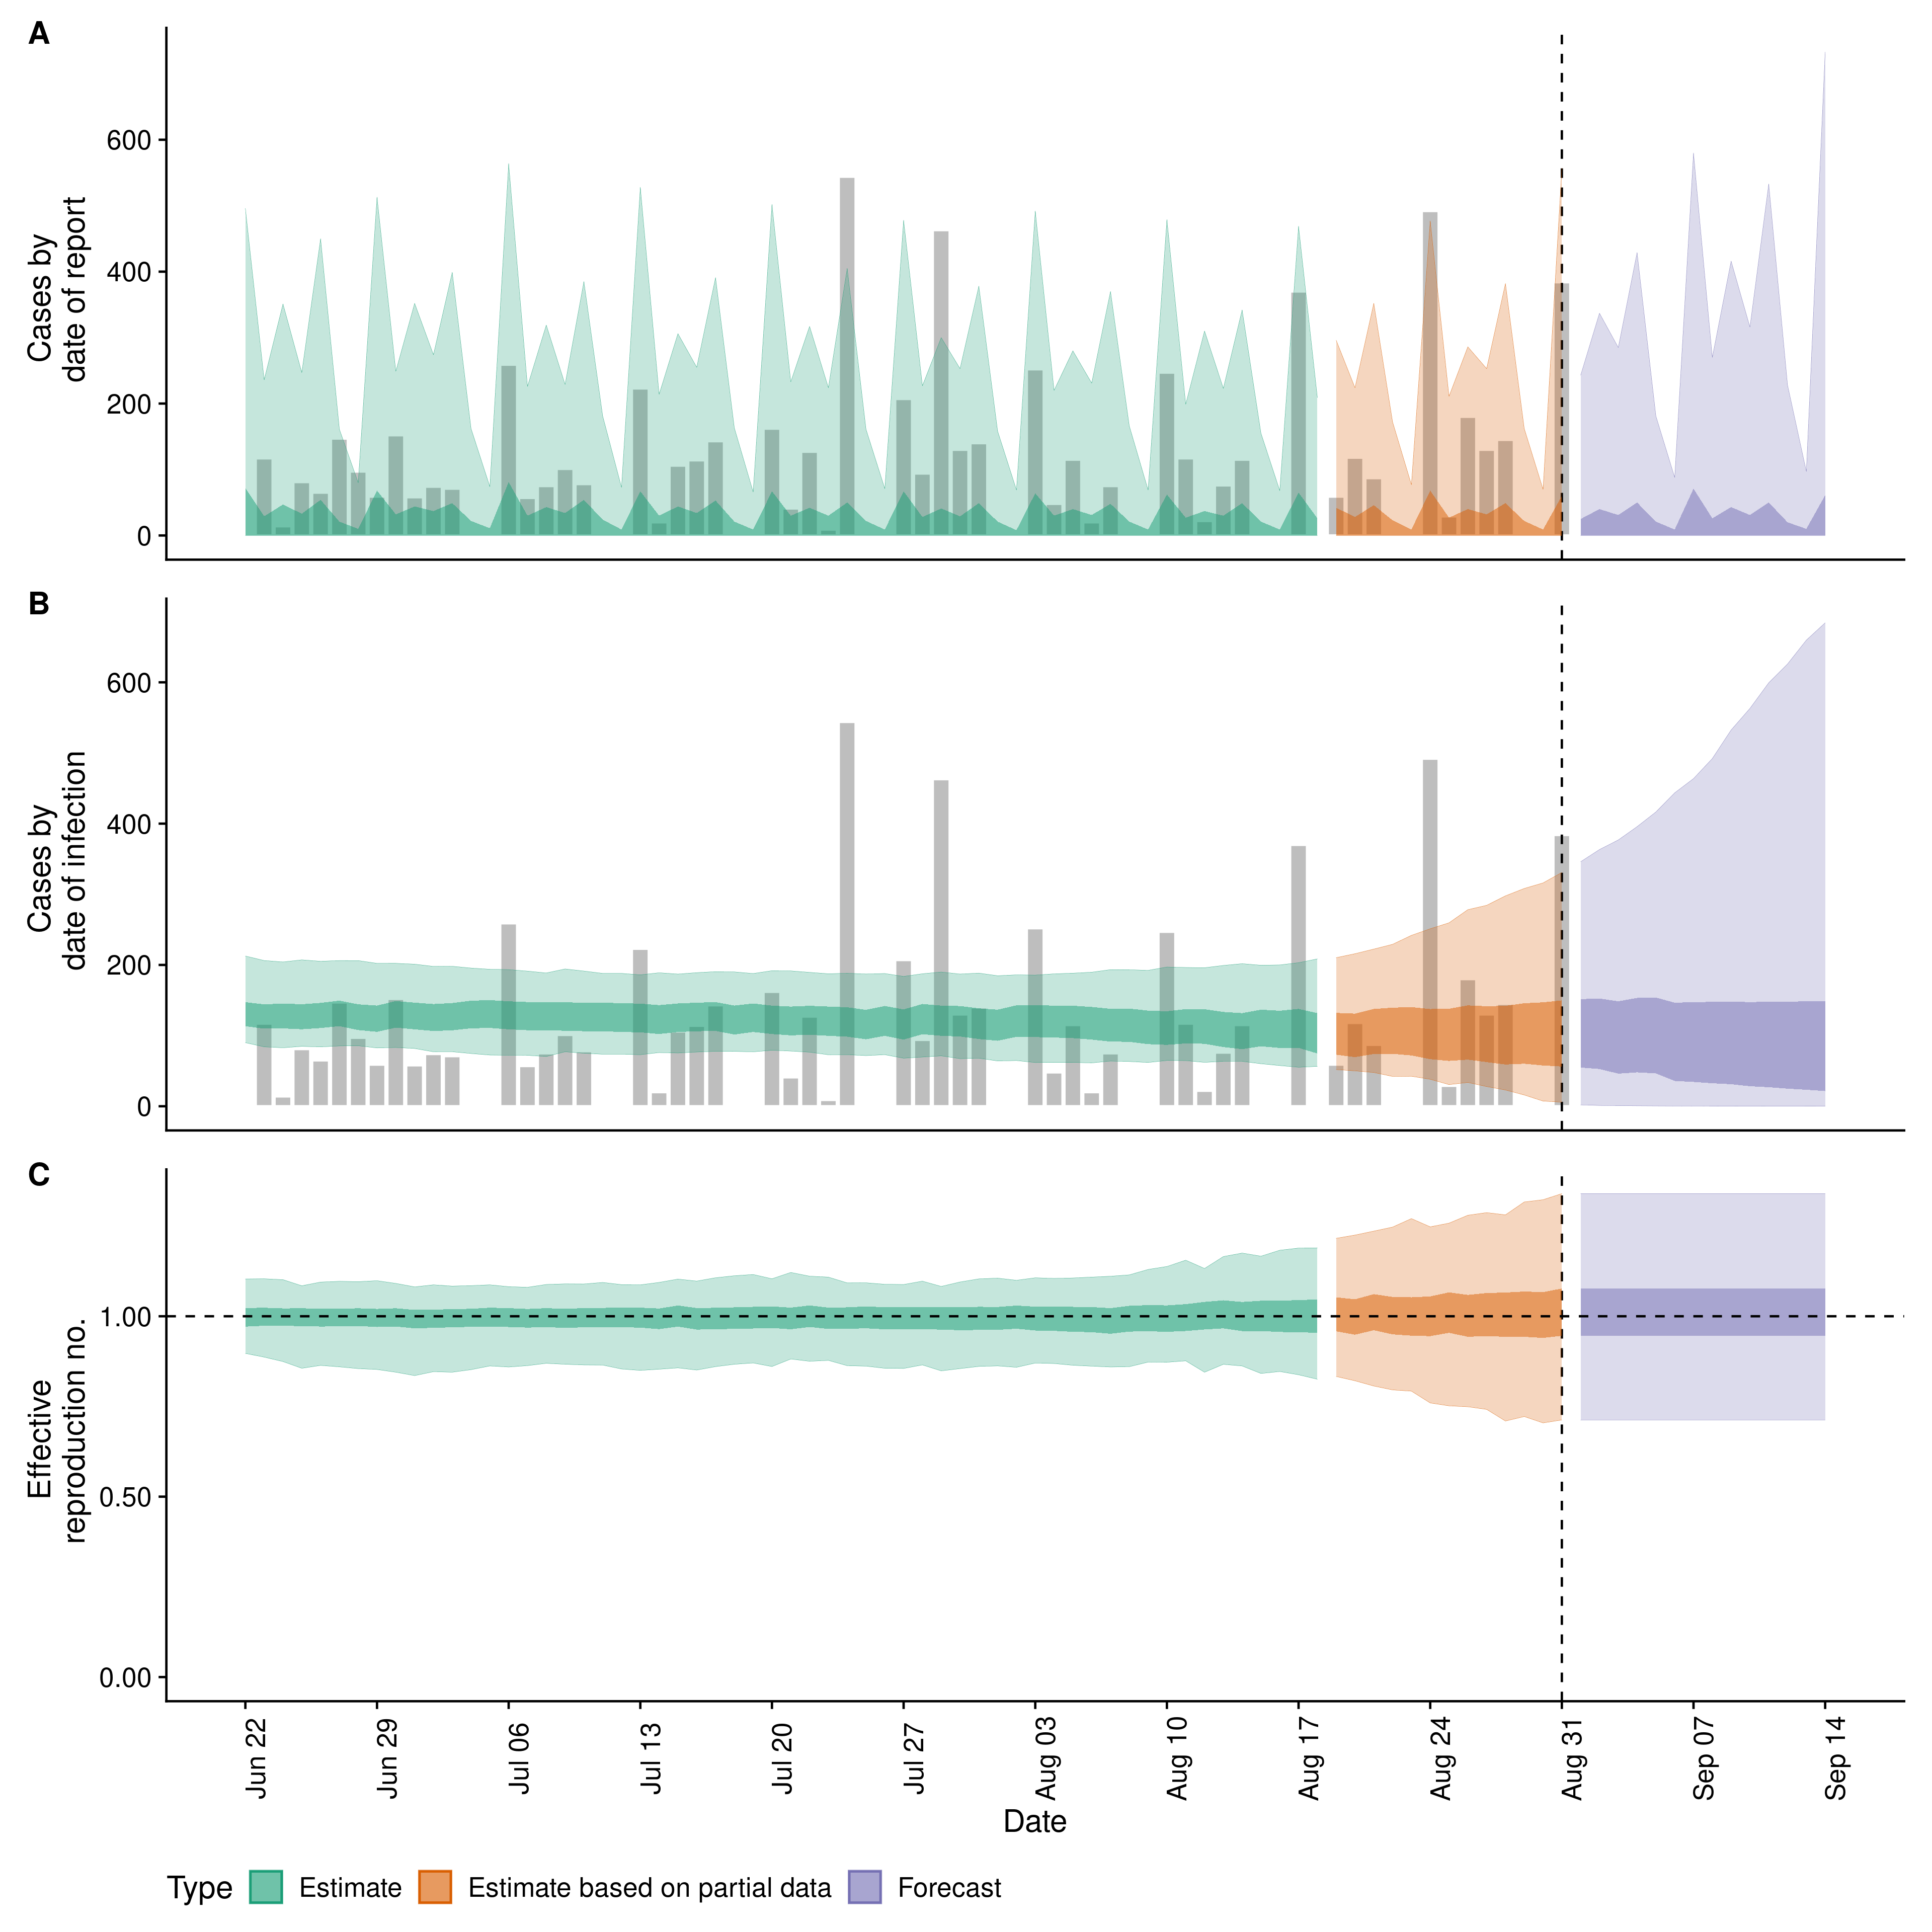 A
Cases by
date of report
600
400
200
0
B
Cases by
date of infection
600
400
200
0
C
Effective
reproduction no.
1.00
0.50
0.00
Jun 22
Jun 29
Jul 06
Jul 13
Jul 20
Jul 27
Aug 03
Aug 10
Aug 17
Aug 24
Aug 31
Sep 07
Sep 14
Date
Type Estimate Estimate based on partial data Forecast